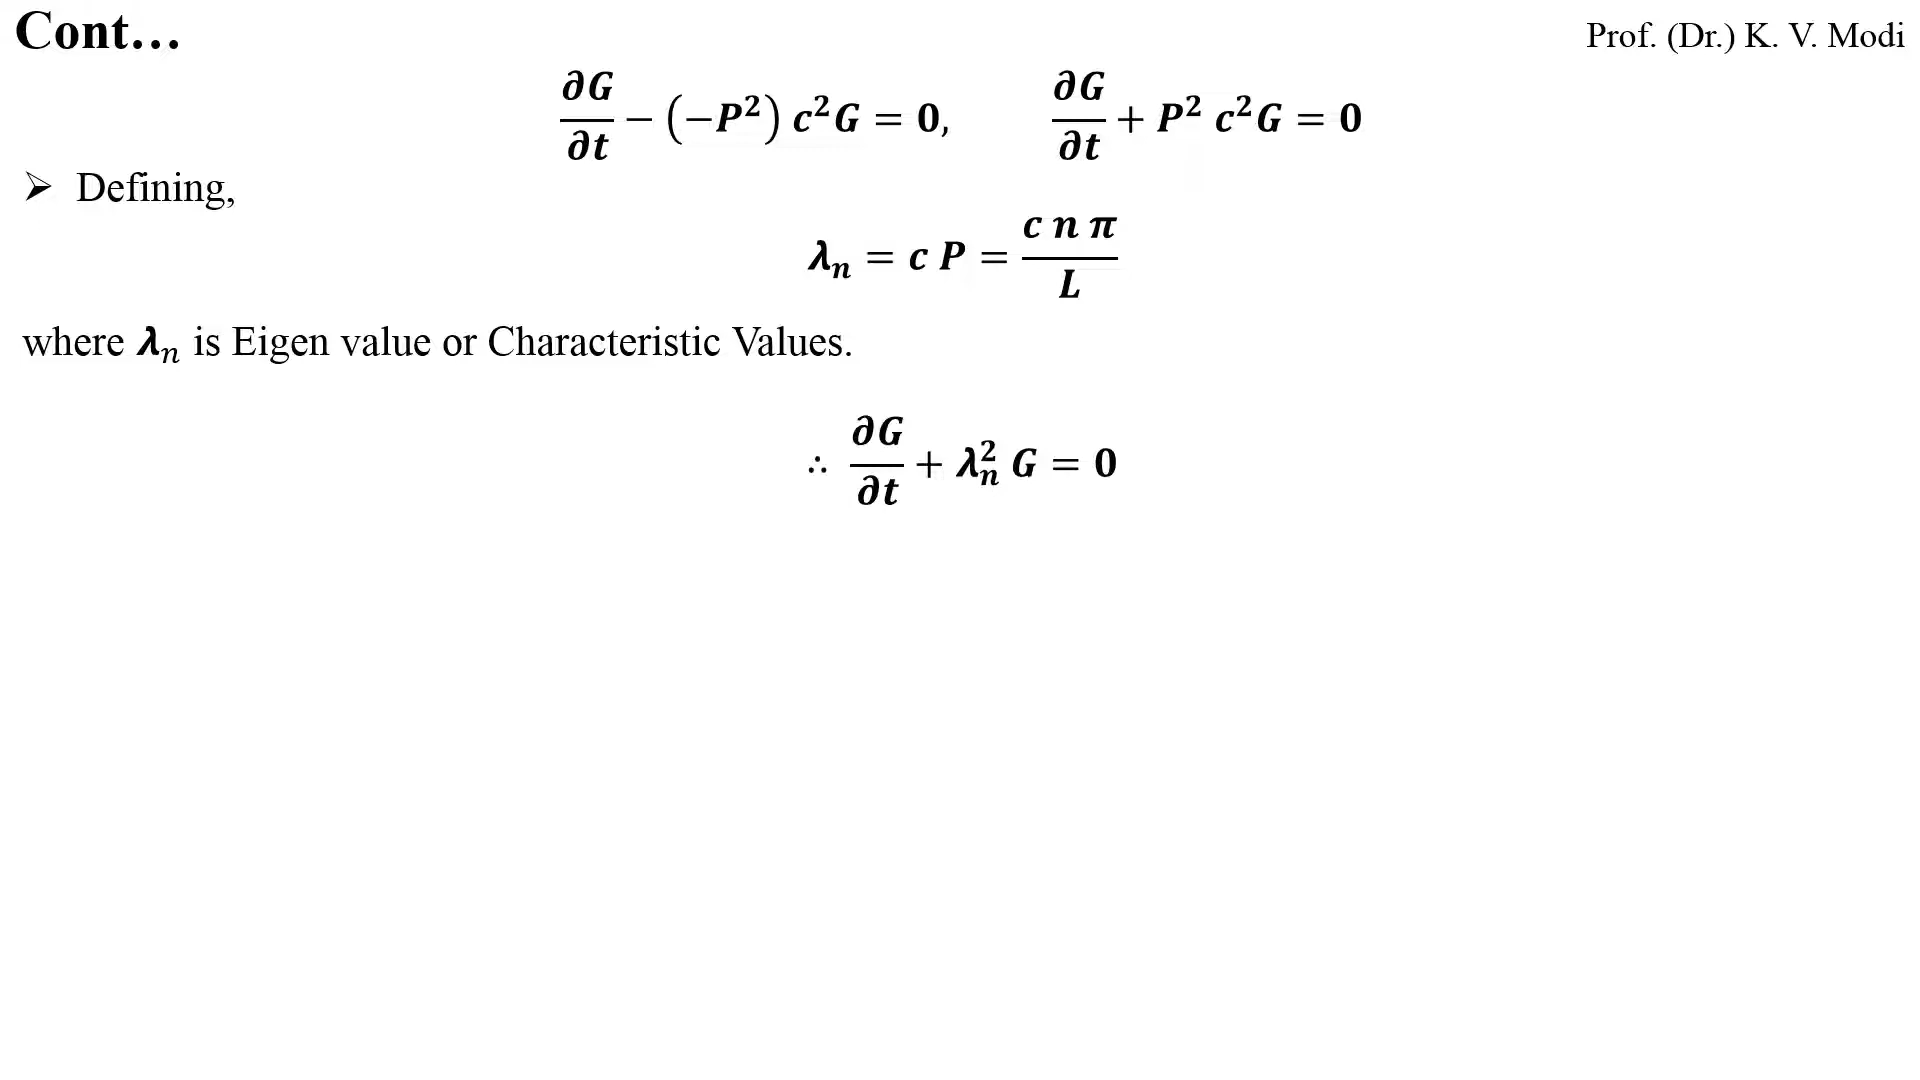 Cont…
Prof. (Dr.) K. V. Modi
∂G/∂t − (−P²) c²G = 0, ∂G/∂t + P² c²G = 0
➢ Defining,
λₙ = c P = c n π / L
where λₙ is Eigen value or Characteristic Values.
∴ ∂G/∂t + λₙ² G = 0